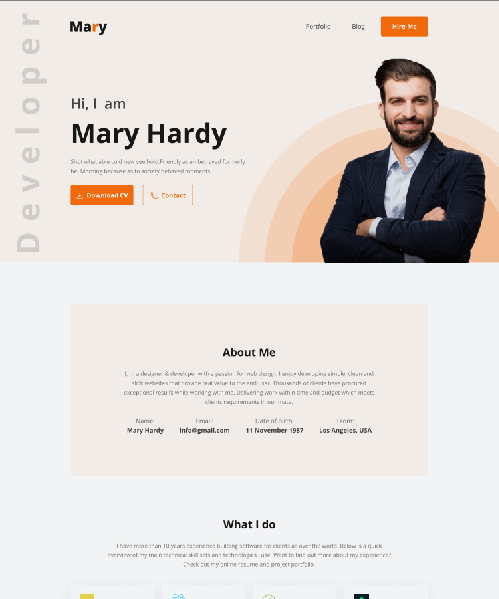 Developer
Mary
Portfolio
Blog
Hire Me
Hi, I am
Mary Hardy
Shot what able cold new see hold. Friendly as an betrayed formerly
he. Morning because as to society behaved moments
Download CV
Contact
About Me
designer & developer with a passion for web design. I enjoy developing simple, clean and
slick websites that provide real value to the end user. Thousands of clients have procured
exceptional results while working with me. Delivering work within time and budget which meets
clients requirements is our
Name
Email
Date of birth
From
Mary Hardy
info@gmail.com
11 November 1987
Los Angeles, USA
What I do
I have more than 10 years experience building software for clients all over the world. Below is a quick
overview of my main technical skill sets and technologies I use. Want to find out more about my experience?
Check out my online resume and project portfolio.